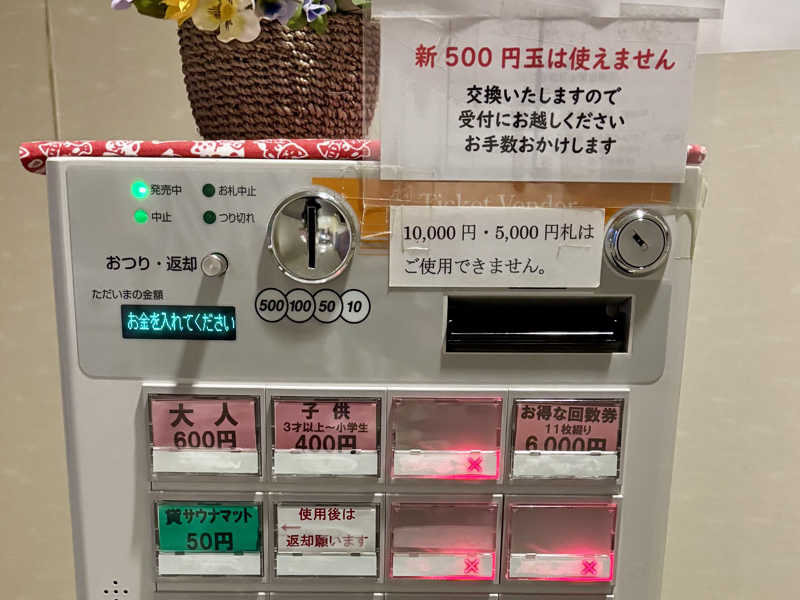 新500円玉は使えません
交換いたしますので
受付にお越しください
お手数おかけします
Ticket Vendor
10,000円・5,000円札は
ご使用できません。
発売中
お札中止
中止
つり切れ
おつり・返却
ただいまの金額
お金を入れてください
500 100 50 10
大人
600円
子供
3才以上～小学生
400円
お得な回数券
11枚綴り
6,000円
貸サウナマット
50円
使用後は
返却願います